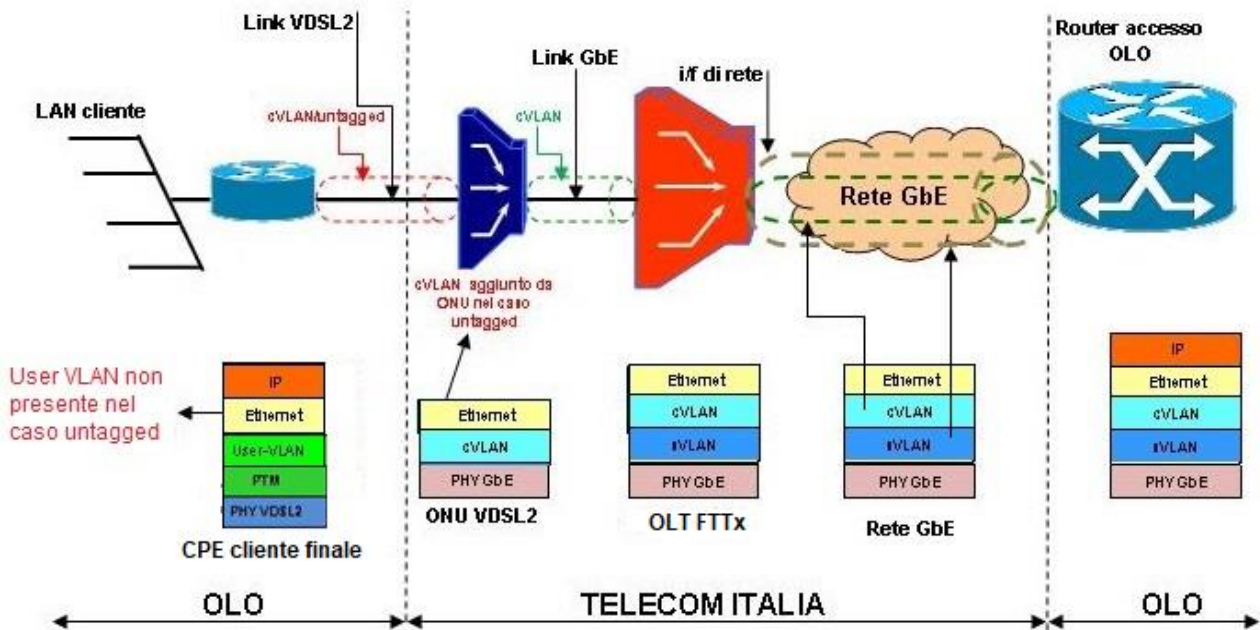 Link VDSL2
Router accesso
OLO
Link GbE
i/f di rete
LAN cliente
cVLAN/untagged
cVLAN
Rete GbE
cVLAN aggiunto da
ONU nel caso
untagged
User VLAN non
presente nel
caso untagged
IP
Ethernet
User-VLAN
PTM
PHY VDSL2
CPE cliente finale
Ethernet
cVLAN
PHY GbE
ONU VDSL2
Ethernet
cVLAN
sVLAN
PHY GbE
OLT FTTx
Ethernet
cVLAN
sVLAN
PHY GbE
Rete GbE
IP
Ethernet
cVLAN
sVLAN
PHY GbE
OLO
TELECOM ITALIA
OLO